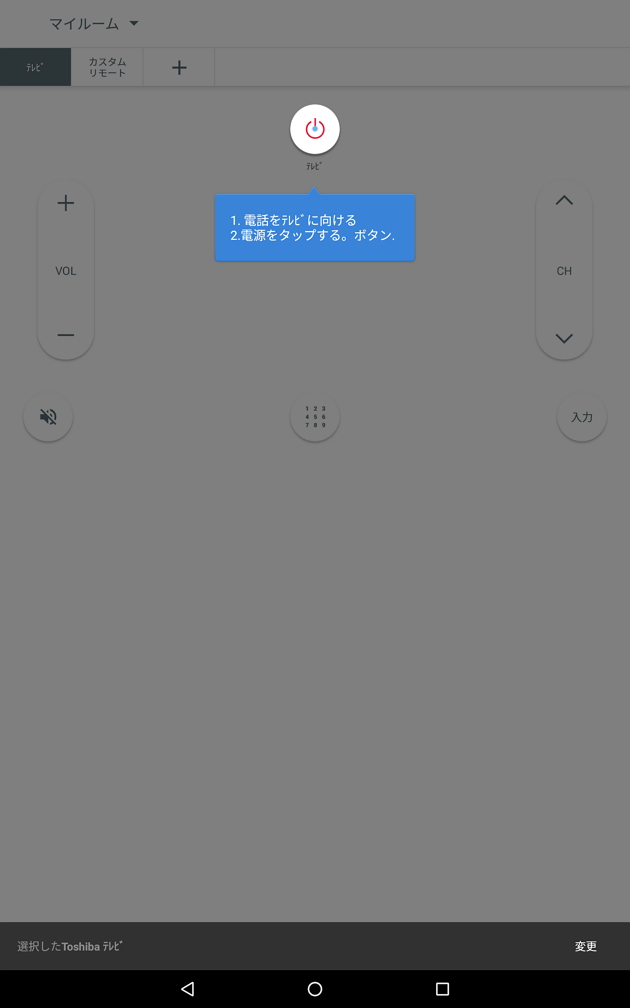 マイルーム
ﾃﾚﾋﾞ
カスタム
リモート
ﾃﾚﾋﾞ
1. 電話をﾃﾚﾋﾞに向ける
2.電源をタップする。ボタン.
VOL
CH
1 2 3
4 5 6
7 8 9
入力
選択したToshiba ﾃﾚﾋﾞ
変更